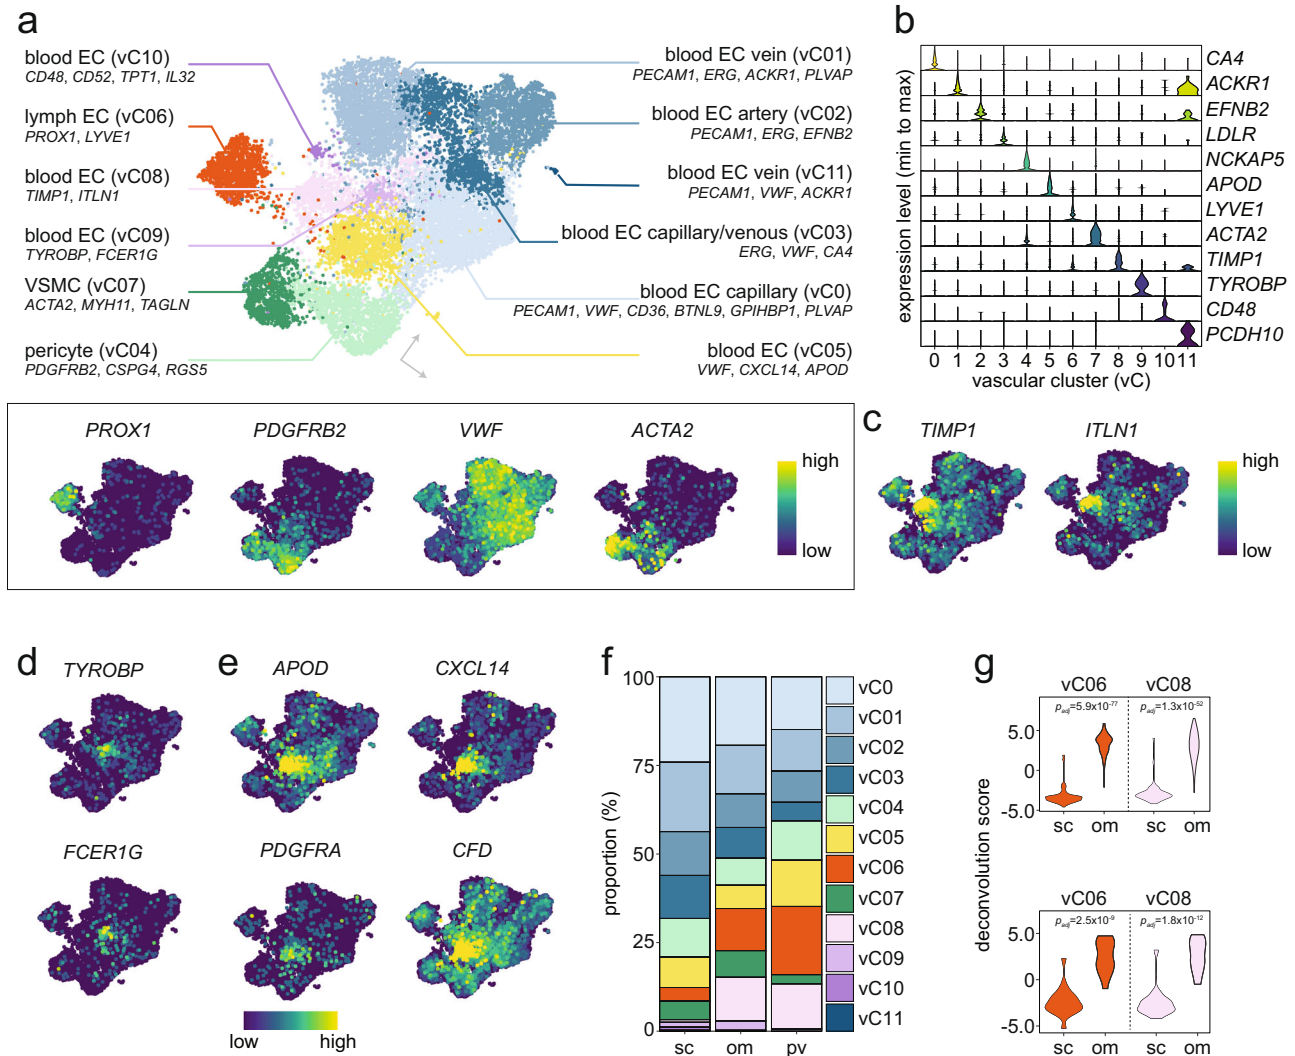 a
blood EC (vC10)
CD48, CD52, TPT1, IL32
lymph EC (vC06)
PROX1, LYVE1
blood EC (vC08)
TIMP1, ITLN1
blood EC (vC09)
TYROBP, FCER1G
VSMC (vC07)
ACTA2, MYH11, TAGLN
pericyte (vC04)
PDGFRB2, CSPG4, RGS5
blood EC vein (vC01)
PECAM1, ERG, ACKR1, PLVAP
blood EC artery (vC02)
PECAM1, ERG, EFNB2
blood EC vein (vC11)
PECAM1, VWF, ACKR1
blood EC capillary/venous (vC03)
ERG, VWF, CA4
blood EC capillary (vC0)
PECAM1, VWF, CD36, BTNL9, GPIHBP1, PLVAP
blood EC (vC05)
VWF, CXCL14, APOD
b
expression level (min to max)
CA4
ACKR1
EFNB2
LDLR
NCKAP5
APOD
LYVE1
ACTA2
TIMP1
TYROBP
CD48
PCDH10
0 1 2 3 4 5 6 7 8 9 10 11
vascular cluster (vC)
PROX1 PDGFRB2 VWF ACTA2
high
low
c
TIMP1 ITLN1
high
low
d
TYROBP
FCER1G
e
APOD CXCL14
PDGFRA CFD
low high
f
proportion (%)
100
75
50
25
0
sc om pv
vC0
vC01
vC02
vC03
vC04
vC05
vC06
vC07
vC08
vC09
vC10
vC11
g
deconvolution score
vC06 vC08
padj=5.9x10-77 padj=1.3x10-52
5.0
0
-5.0
sc om sc om
vC06 vC08
padj=2.5x10-9 padj=1.8x10-12
5.0
0
-5.0
sc om sc om